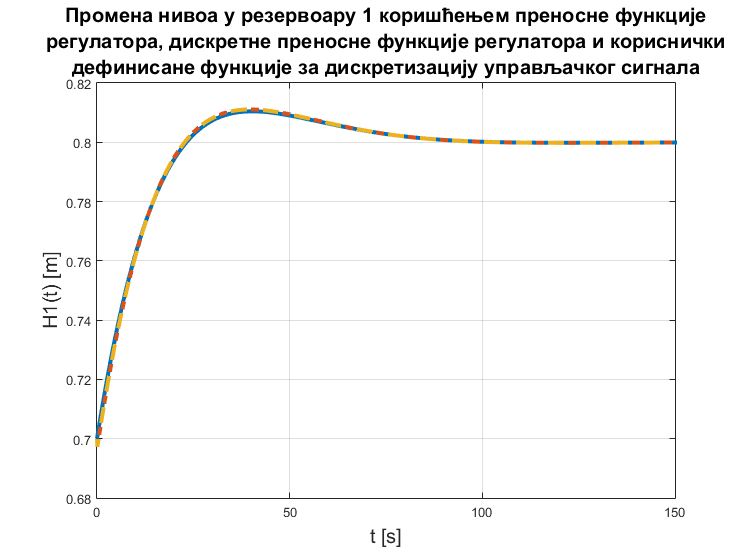 Промена нивоа у резервоару 1 коришћењем преносне функције
регулатора, дискретне преносне функције регулатора и кориснички
дефинисане функције за дискретизацију управљачког сигнала
0.82
0.8
0.78
0.76
0.74
0.72
0.7
0.68
H1(t) [m]
0
50
100
150
t [s]